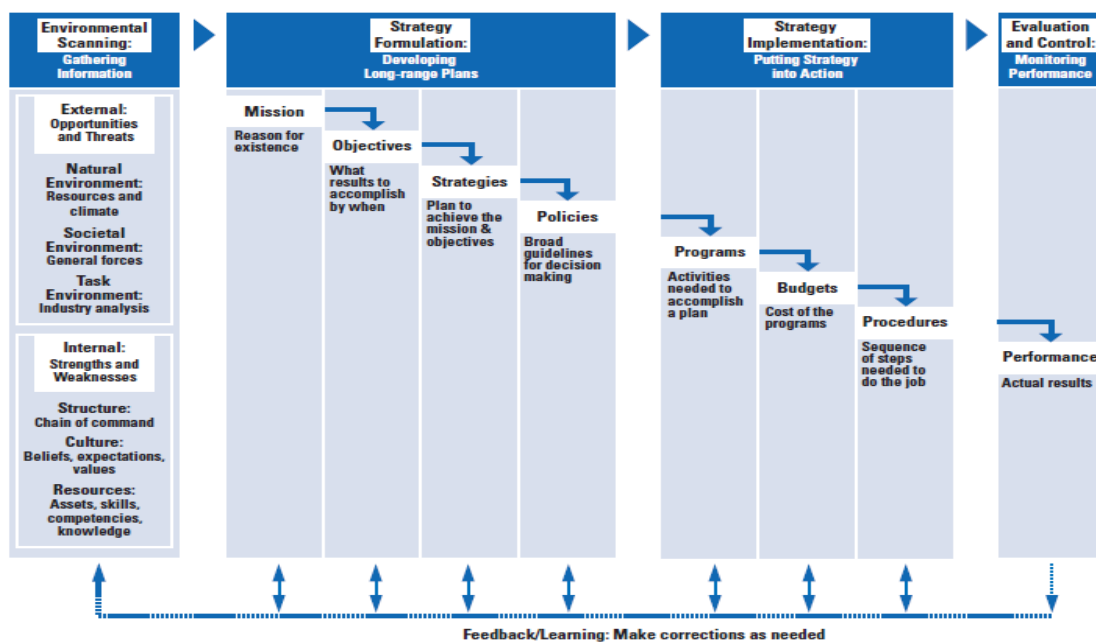 Environmental
Scanning:
Gathering
Information
Strategy
Formulation:
Developing
Long-range Plans
Strategy
Implementation:
Putting Strategy
into Action
Evaluation
and Control:
Monitoring
Performance
External:
Opportunities
and Threats
Natural
Environment:
Resources and
climate
Societal
Environment:
General forces
Task
Environment:
Industry analysis
Internal:
Strengths and
Weaknesses
Structure:
Chain of command
Culture:
Beliefs, expectations,
values
Resources:
Assets, skills,
competencies,
knowledge
Mission
Reason for
existence
Objectives
What
results to
accomplish
by when
Strategies
Plan to
achieve the
mission &
objectives
Policies
Broad
guidelines
for decision
making
Programs
Activities
needed to
accomplish
a plan
Budgets
Cost of the
programs
Procedures
Sequence
of steps
needed to
do the job
Performance
Actual results
Feedback/Learning: Make corrections as needed